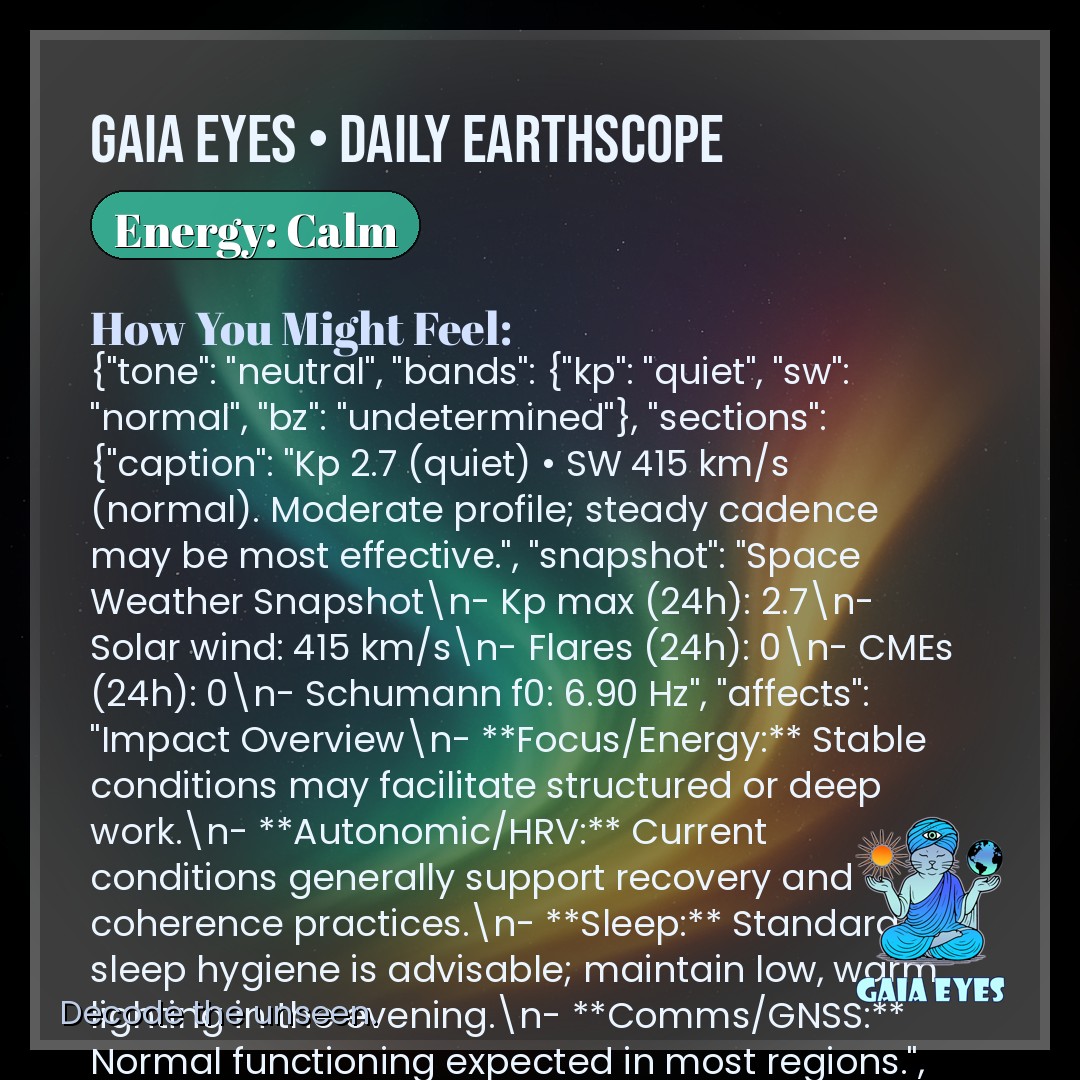 GAIA EYES • DAILY EARTHSCOPE
Energy: Calm
How You Might Feel:
{"tone": "neutral", "bands": {"kp": "quiet", "sw":
"normal", "bz": "undetermined"}, "sections":
{"caption": "Kp 2.7 (quiet) • SW 415 km/s
(normal). Moderate profile; steady cadence
may be most effective.", "snapshot": "Space
Weather Snapshot\n- Kp max (24h): 2.7\n-
Solar wind: 415 km/s\n- Flares (24h): 0\n- CMEs
(24h): 0\n- Schumann f0: 6.90 Hz", "affects":
"Impact Overview\n- **Focus/Energy:** Stable
conditions may facilitate structured or deep
work.\n- **Autonomic/HRV:** Current
conditions generally support recovery and
coherence practices.\n- **Sleep:** Standard
sleep hygiene is advisable; maintain low, warm
lighting in the evening.\n- **Comms/GNSS:**
Normal functioning expected in most regions.",
Decode the unseen.
GAIA EYES